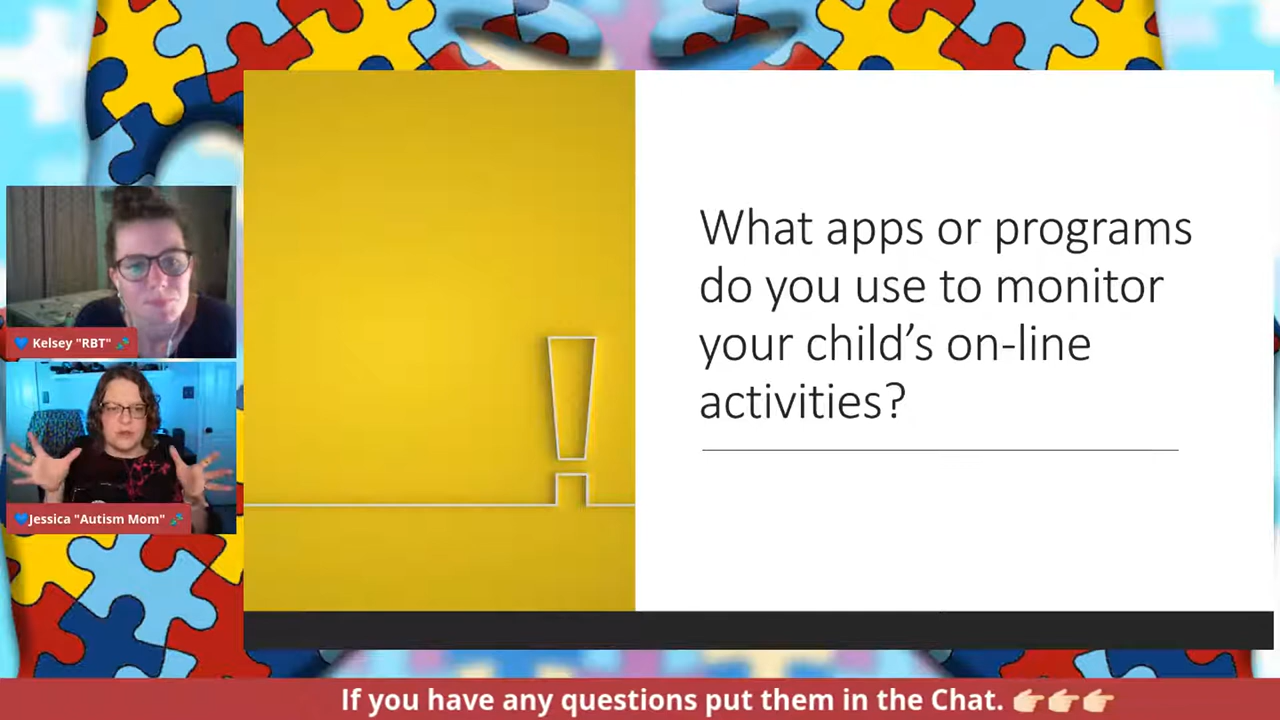 What apps or programs
do you use to monitor
your child’s on-line
activities?
💙 Kelsey "RBT"
💙Jessica "Autism Mom"
If you have any questions put them in the Chat. 👉🏻👉🏻👉🏻